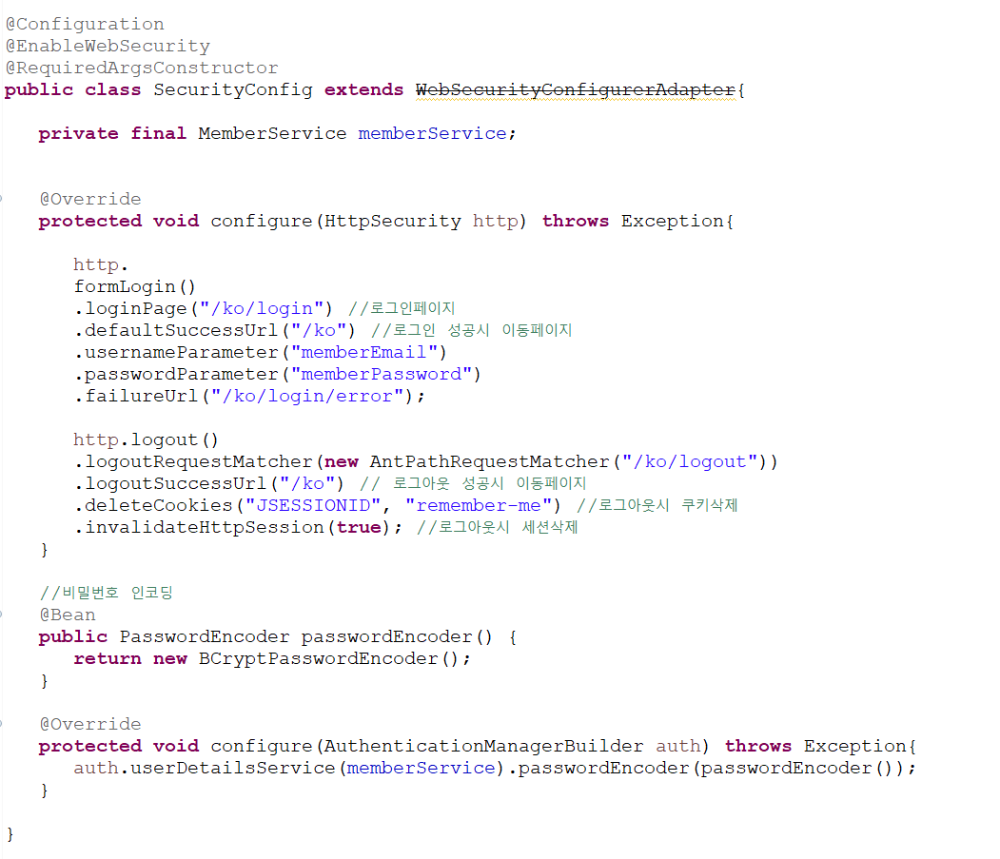 @Configuration
@EnableWebSecurity
@RequiredArgsConstructor
public class SecurityConfig extends WebSecurityConfigurerAdapter{
private final MemberService memberService;
@Override
protected void configure(HttpSecurity http) throws Exception{
http.
formLogin()
.loginPage("/ko/login") //로그인페이지
.defaultSuccessUrl("/ko") //로그인 성공시 이동페이지
.usernameParameter("memberEmail")
.passwordParameter("memberPassword")
.failureUrl("/ko/login/error");
http.logout()
.logoutRequestMatcher(new AntPathRequestMatcher("/ko/logout"))
.logoutSuccessUrl("/ko") // 로그아웃 성공시 이동페이지
.deleteCookies("JSESSIONID", "remember-me") //로그아웃시 쿠키삭제
.invalidateHttpSession(true); //로그아웃시 세션삭제
}
//비밀번호 인코딩
@Bean
public PasswordEncoder passwordEncoder() {
return new BCryptPasswordEncoder();
}
@Override
protected void configure(AuthenticationManagerBuilder auth) throws Exception{
auth.userDetailsService(memberService).passwordEncoder(passwordEncoder());
}
}